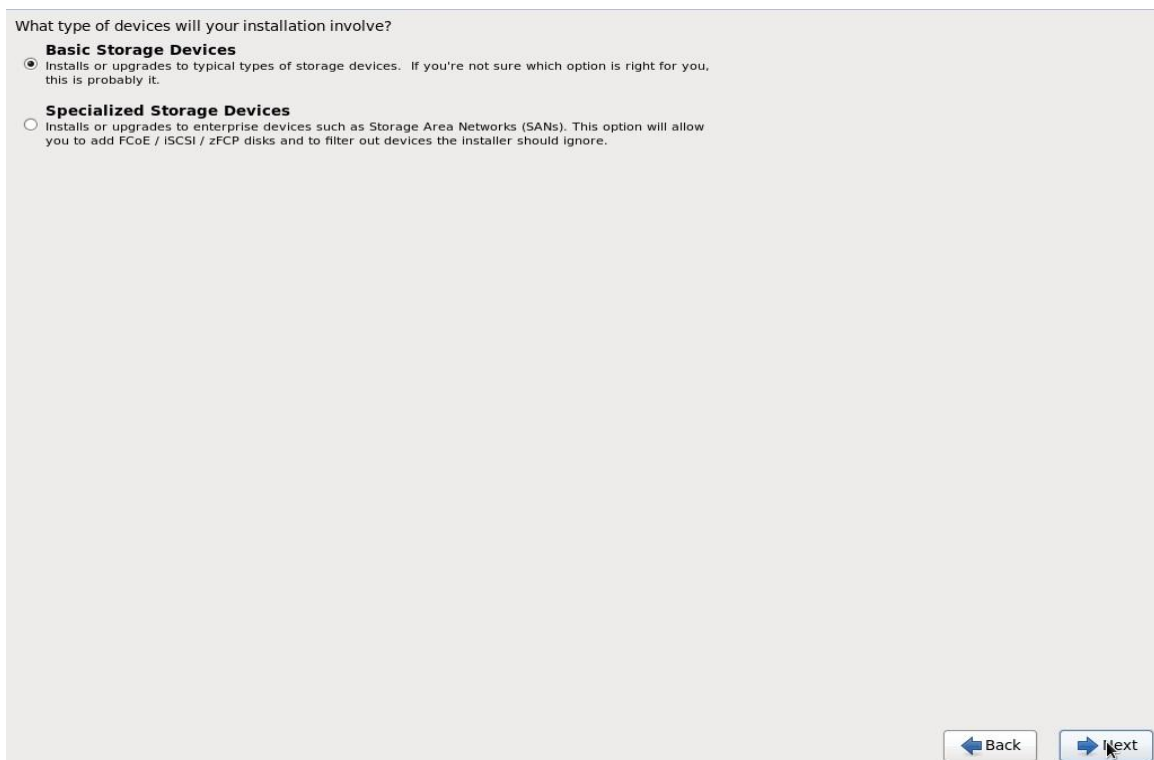 What type of devices will your installation involve?
Basic Storage Devices
Installs or upgrades to typical types of storage devices.  If you're not sure which option is right for you,
this is probably it.
Specialized Storage Devices
Installs or upgrades to enterprise devices such as Storage Area Networks (SANs). This option will allow
you to add FCoE / iSCSI / zFCP disks and to filter out devices the installer should ignore.
Back Next